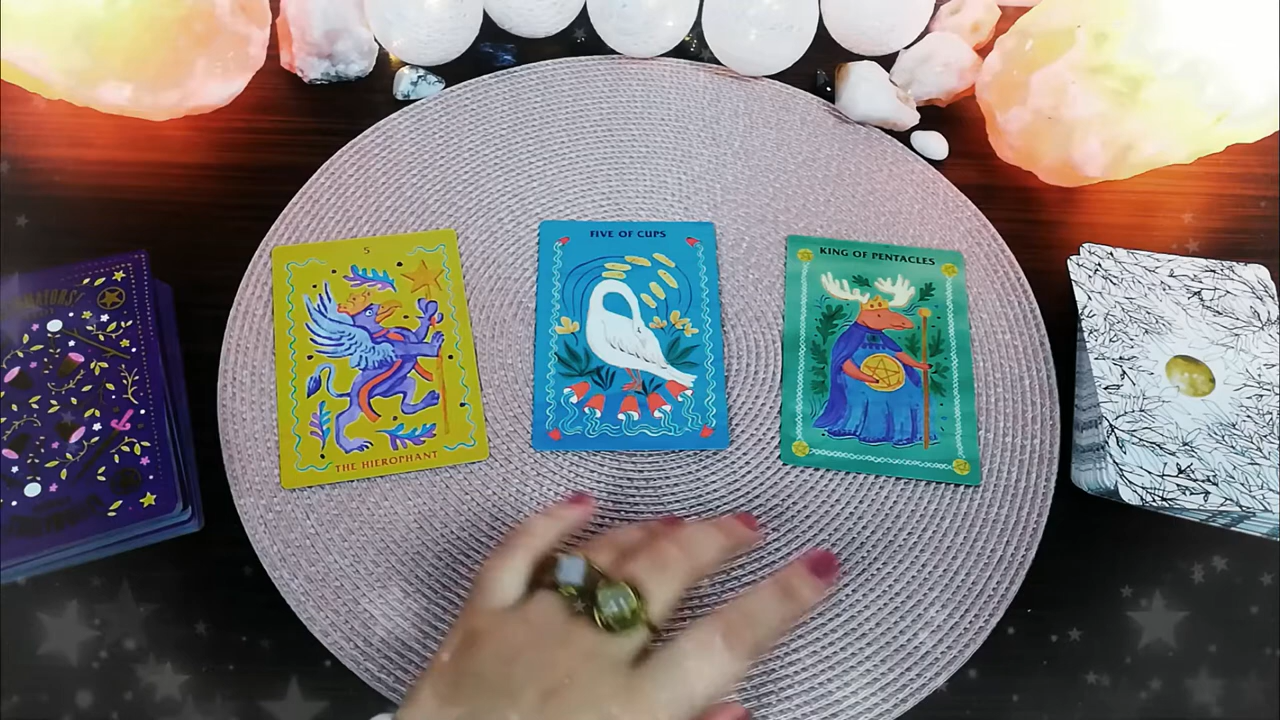 5
THE HIEROPHANT
FIVE OF CUPS
KING OF PENTACLES